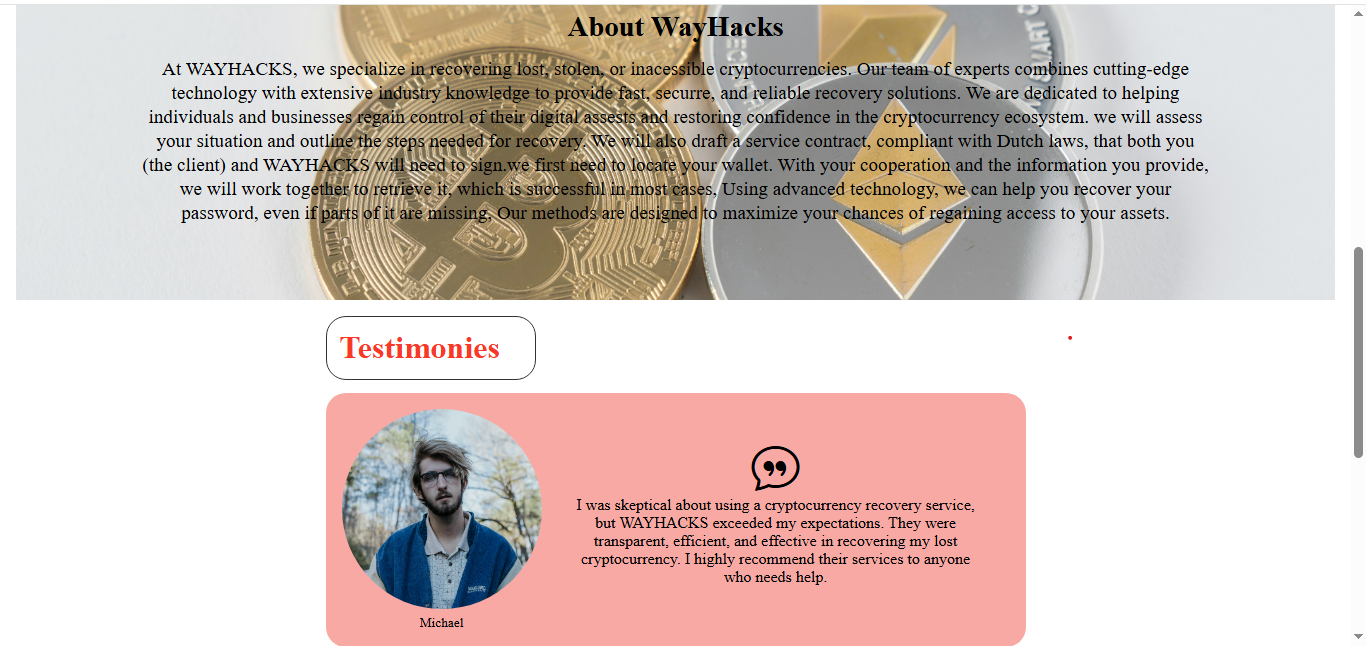 About WayHacks
At WAYHACKS, we specialize in recovering lost, stolen, or inacessible cryptocurrencies. Our team of experts combines cutting-edge
technology with extensive industry knowledge to provide fast, securre, and reliable recovery solutions. We are dedicated to helping
individuals and businesses regain control of their digital assests and restoring confidence in the cryptocurrency ecosystem. we will assess
your situation and outline the steps needed for recovery. We will also draft a service contract, compliant with Dutch laws, that both you
(the client) and WAYHACKS will need to sign.we first need to locate your wallet. With your cooperation and the information you provide,
we will work together to retrieve it, which is successful in most cases. Using advanced technology, we can help you recover your
password, even if parts of it are missing. Our methods are designed to maximize your chances of regaining access to your assets.
Testimonies
I was skeptical about using a cryptocurrency recovery service,
but WAYHACKS exceeded my expectations. They were
transparent, efficient, and effective in recovering my lost
cryptocurrency. I highly recommend their services to anyone
who needs help.
Michael